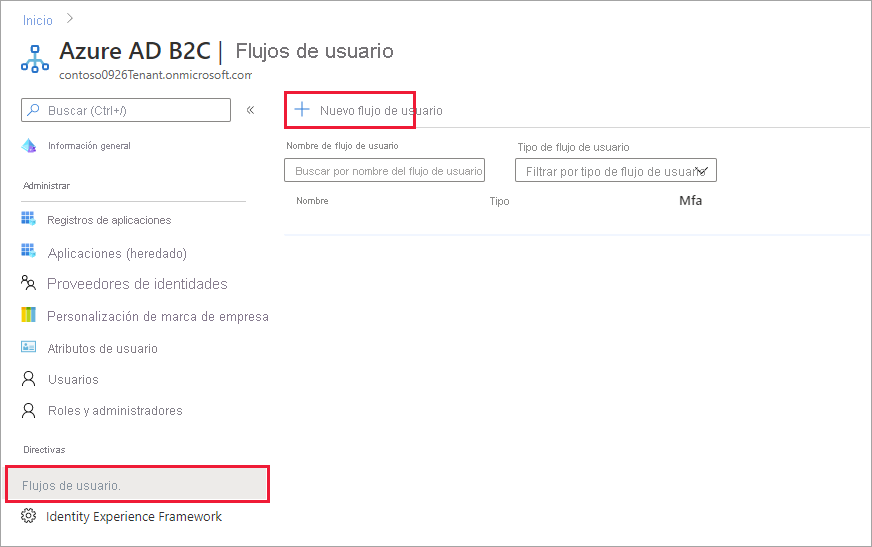 Inicio
Azure AD B2C | Flujos de usuario
contoso0926Tenant.onmicrosoft.com
Buscar (Ctrl+/)
Información general
Administrar
Registros de aplicaciones
Aplicaciones (heredado)
Proveedores de identidades
Personalización de marca de empresa
Atributos de usuario
Usuarios
Roles y administradores
Directivas
Flujos de usuario.
Identity Experience Framework
Nuevo flujo de usuario
Nombre de flujo de usuario
Tipo de flujo de usuario
Buscar por nombre del flujo de usuario
Filtrar por tipo de flujo de usuario
Nombre Tipo Mfa